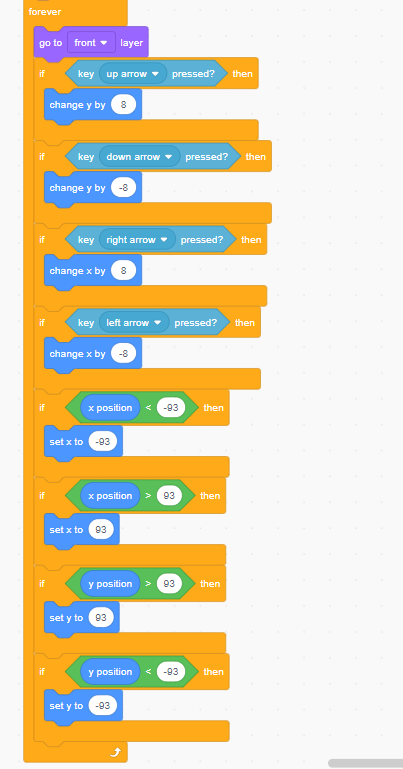 forever
go to front layer
if key up arrow pressed? then
change y by 8
if key down arrow pressed? then
change y by -8
if key right arrow pressed? then
change x by 8
if key left arrow pressed? then
change x by -8
if x position < -93 then
set x to -93
if x position > 93 then
set x to 93
if y position > 93 then
set y to 93
if y position < -93 then
set y to -93